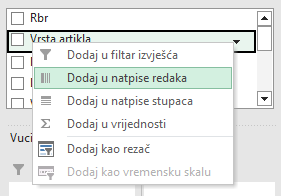 Rbr
Vrsta artikla
Dodaj u filtar izvješća
Dodaj u natpise redaka
Dodaj u natpise stupaca
Dodaj u vrijednosti
Dodaj kao rezač
Dodaj kao vremensku skalu
Vuci